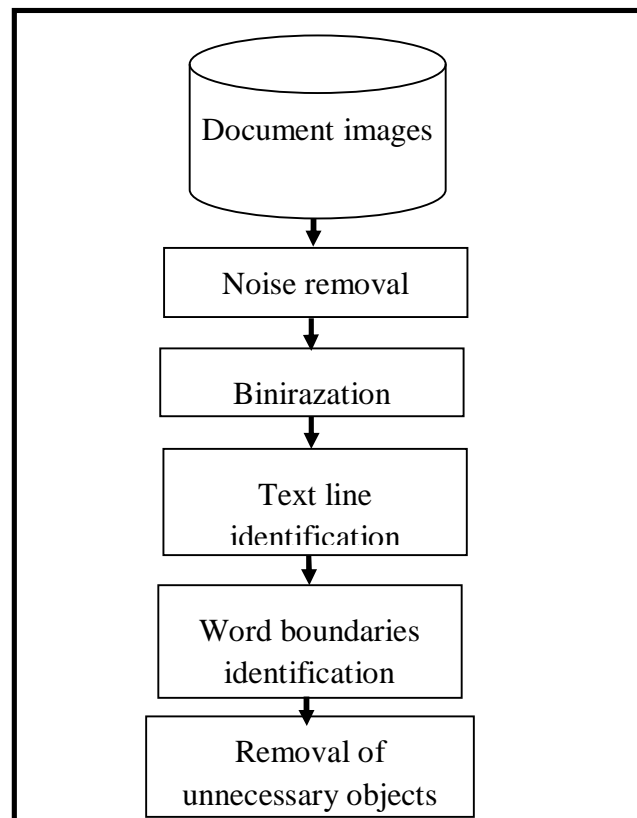 Document images
Noise removal
Binirazation
Text line
identification
Word boundaries
identification
Removal of
unnecessary objects